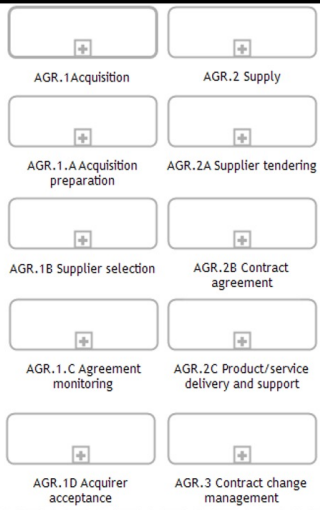 AGR.1Acquisition
AGR.2 Supply
AGR.1.A Acquisition
preparation
AGR.2A Supplier tendering
AGR.1B Supplier selection
AGR.2B Contract
agreement
AGR.1.C Agreement
monitoring
AGR.2C Product/service
delivery and support
AGR.1D Acquirer
acceptance
AGR.3 Contract change
management